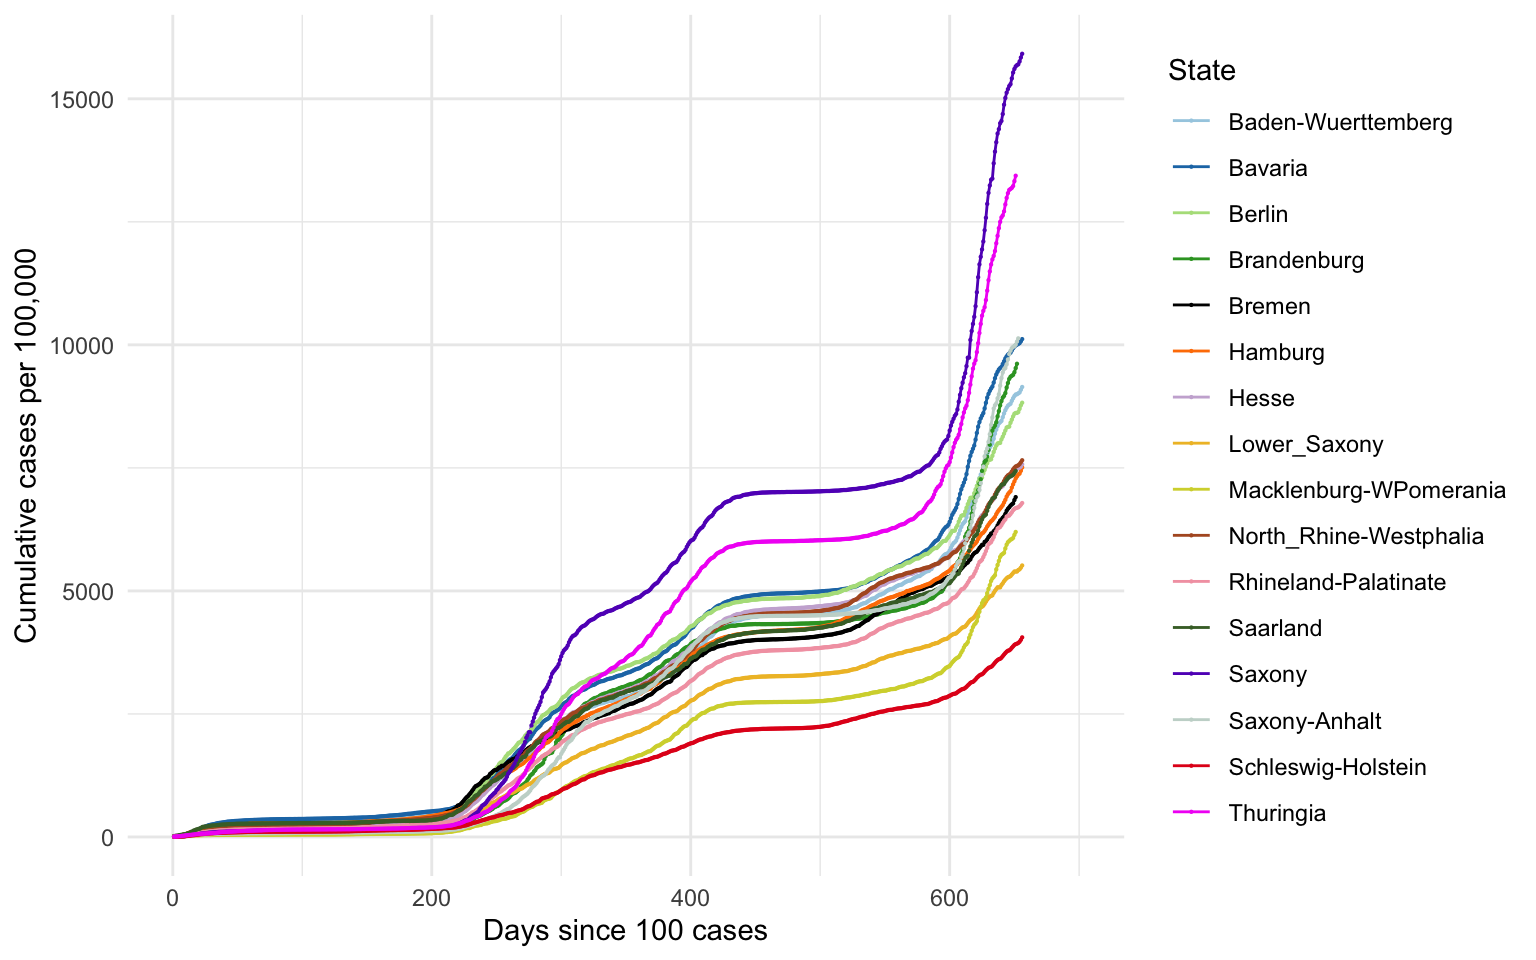 Cumulative cases per 100,000
15000
10000
5000
0
0 200 400 600
Days since 100 cases
State
Baden-Wuerttemberg
Bavaria
Berlin
Brandenburg
Bremen
Hamburg
Hesse
Lower_Saxony
Macklenburg-WPomerania
North_Rhine-Westphalia
Rhineland-Palatinate
Saarland
Saxony
Saxony-Anhalt
Schleswig-Holstein
Thuringia